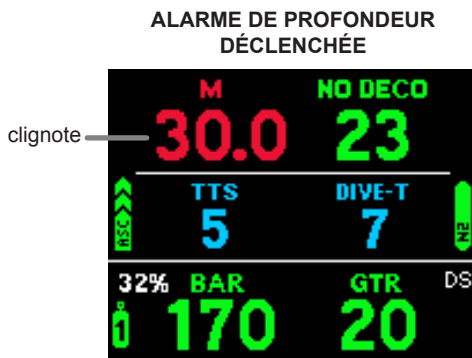 ALARME DE PROFONDEUR
DÉCLENCHÉE
M NO DECO
clignote 30.0 23
ASC TTS DIVE-T N2
5 7
32% BAR GTR DS
1 170 20